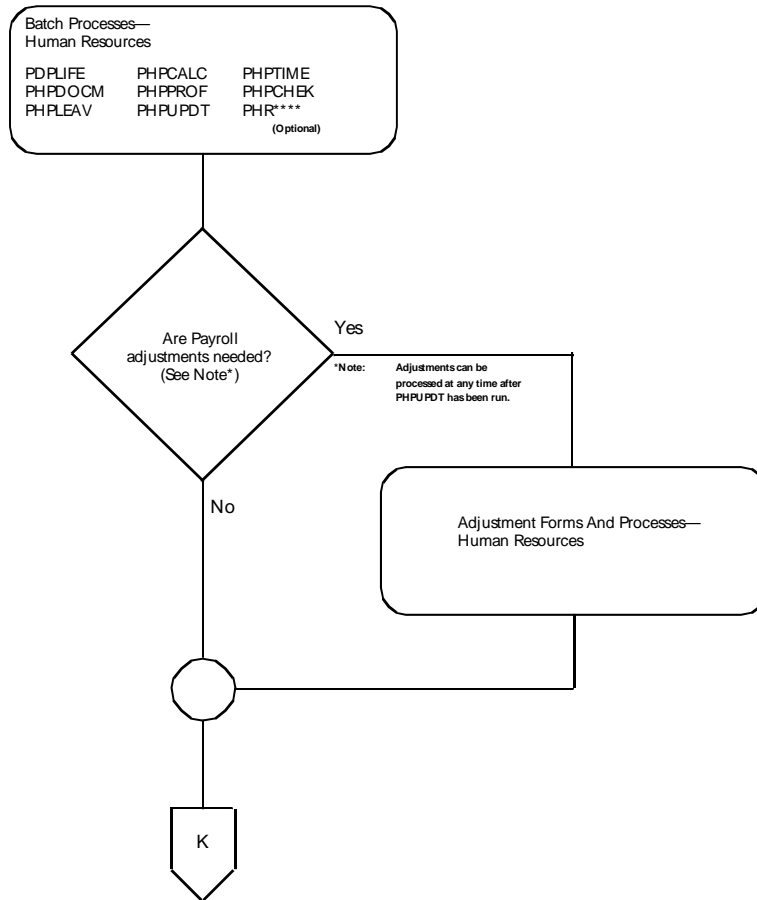 Batch Processes—
Human Resources
PDPLIFE PHPCALC PHPTIME
PHPDOCM PHPPROF PHPCHEK
PHPLEAV PHPUPDT PHR****
(Optional)
Are Payroll
adjustments needed?
(See Note*)
Yes
*Note: Adjustments can be
processed at any time after
PHPUPDT has been run.
No
Adjustment Forms And Processes—
Human Resources
K